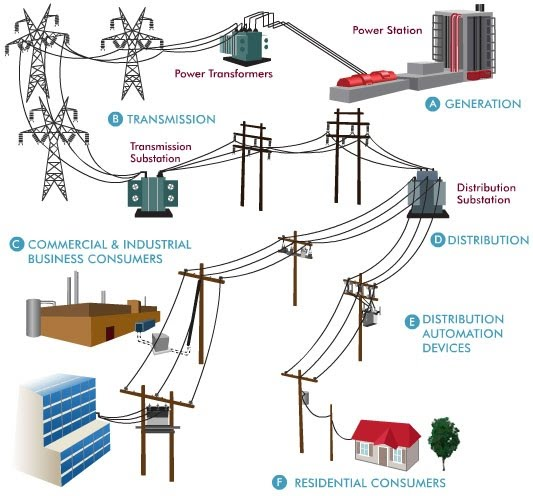 Power Station
Power Transformers
A GENERATION
B TRANSMISSION
Transmission
Substation
Distribution
Substation
C COMMERCIAL & INDUSTRIAL
BUSINESS CONSUMERS
D DISTRIBUTION
E DISTRIBUTION
AUTOMATION
DEVICES
F RESIDENTIAL CONSUMERS